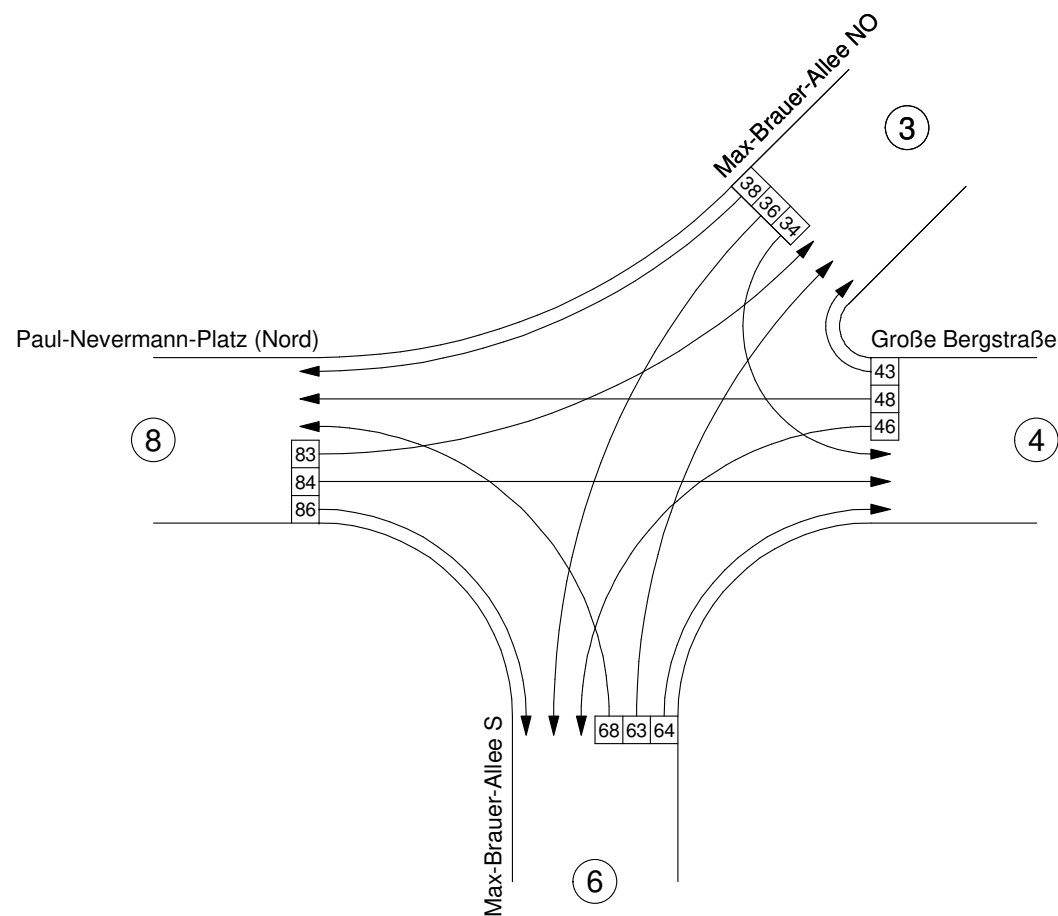 Max-Brauer-Allee NO
3
38
36
34
Paul-Nevermann-Platz (Nord)
Große Bergstraße
43
48
46
8
4
83
84
86
Max-Brauer-Allee S
68 63 64
6